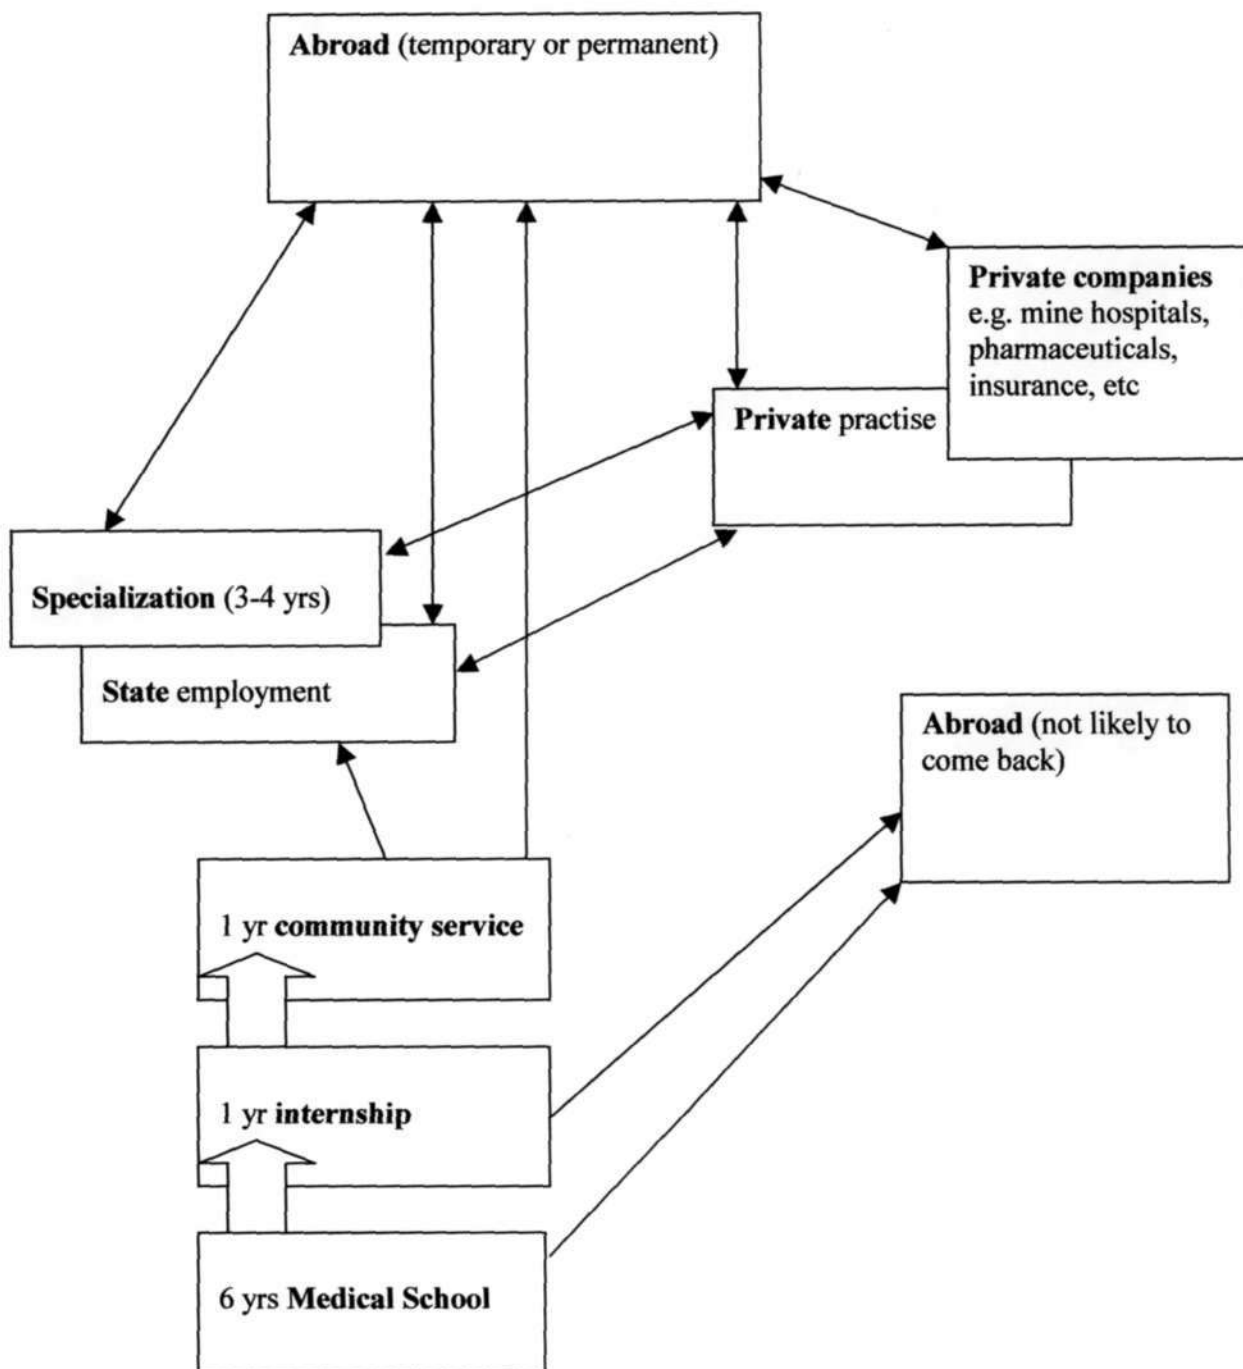 Abroad (temporary or permanent)
Private companies
e.g. mine hospitals,
pharmaceuticals,
insurance, etc
Private practise
Specialization (3-4 yrs)
State employment
Abroad (not likely to
come back)
1 yr community service
1 yr internship
6 yrs Medical School